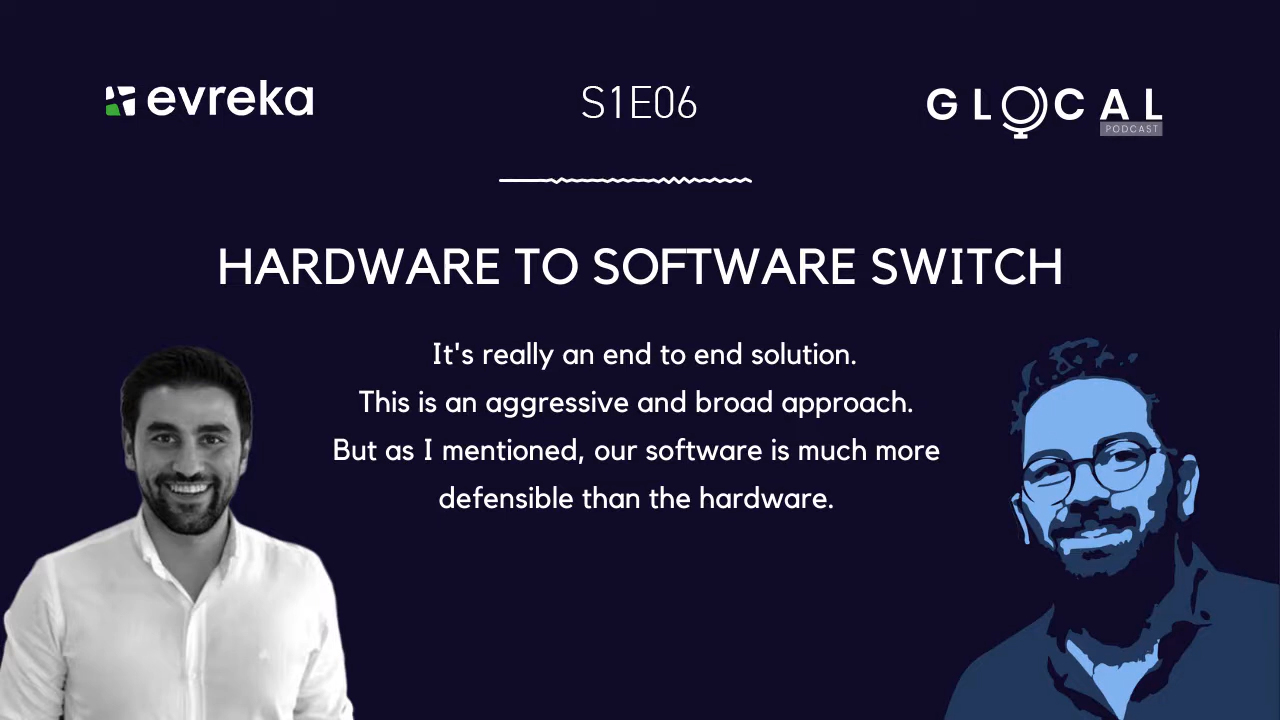 evreka
S1E06
GLOCAL
PODCAST
HARDWARE TO SOFTWARE SWITCH
It's really an end to end solution.
This is an aggressive and broad approach.
But as I mentioned, our software is much more
defensible than the hardware.